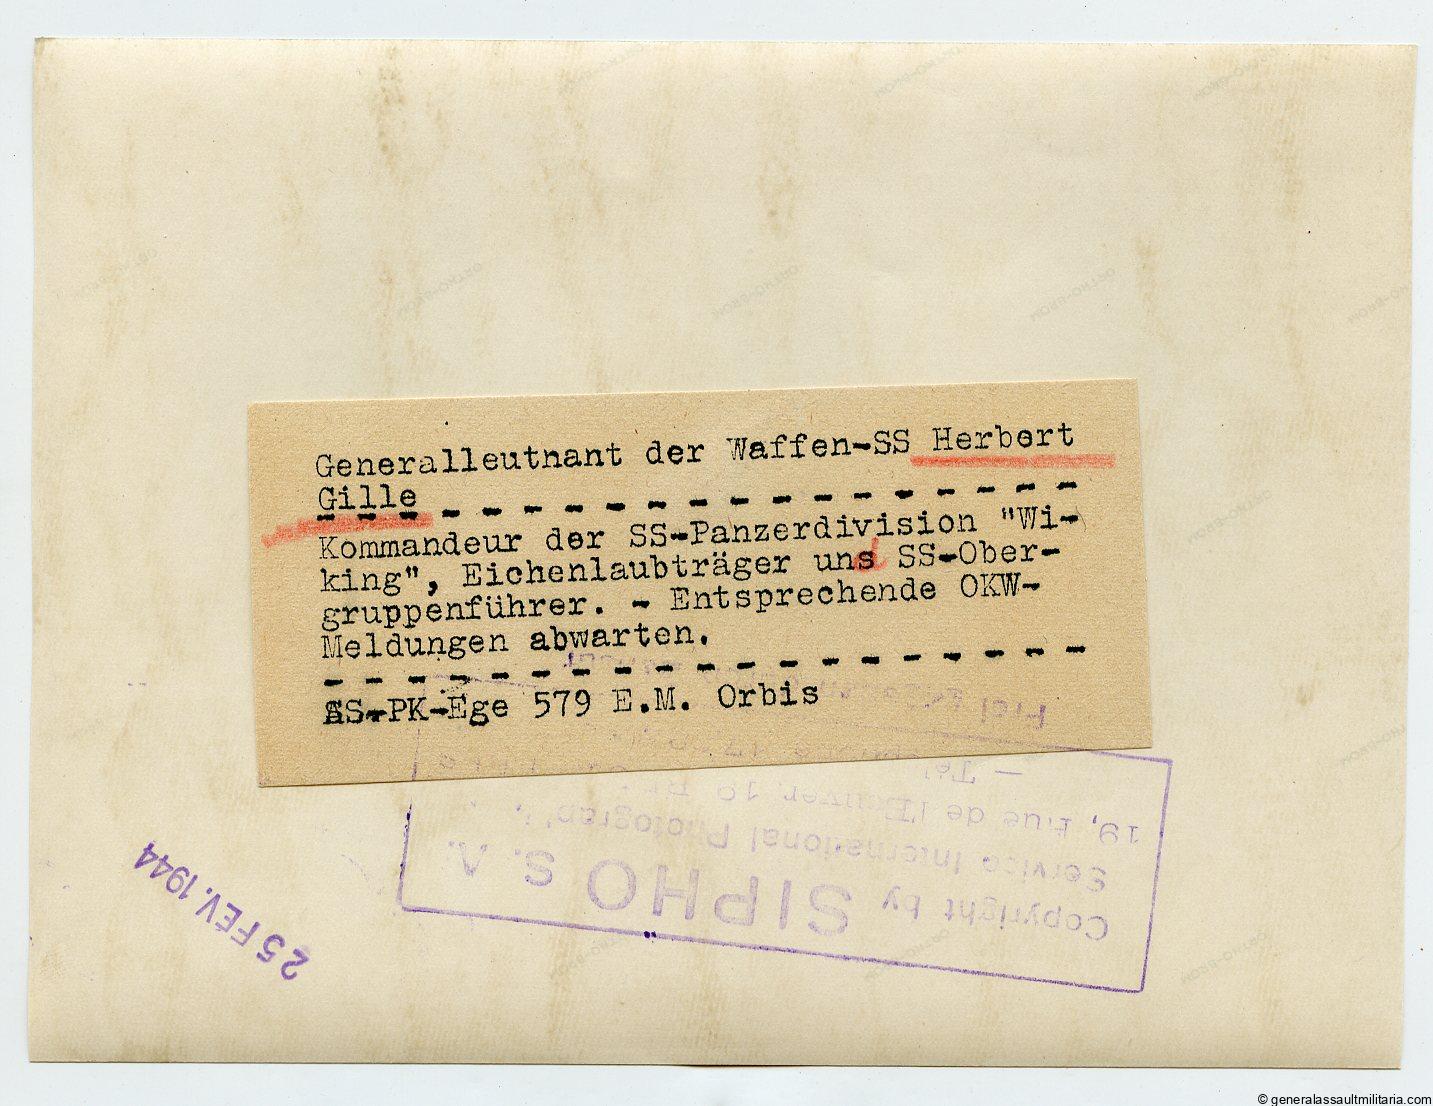 Generalleutnant der Waffen-SS Herbert
Gille
Kommandeur der SS-Panzerdivision "Wi-
king", Eichenlaubträger uns d SS-Ober-
gruppenführer. - Entsprechende OKW-
Meldungen abwarten.
SS-PK-Ege 579 E.M. Orbis
Copyright by SIPHO S. A.
Service International
19, Rue de
25 FEV. 1944
ORTHO-BROM
© generalassaultmilitaria.com